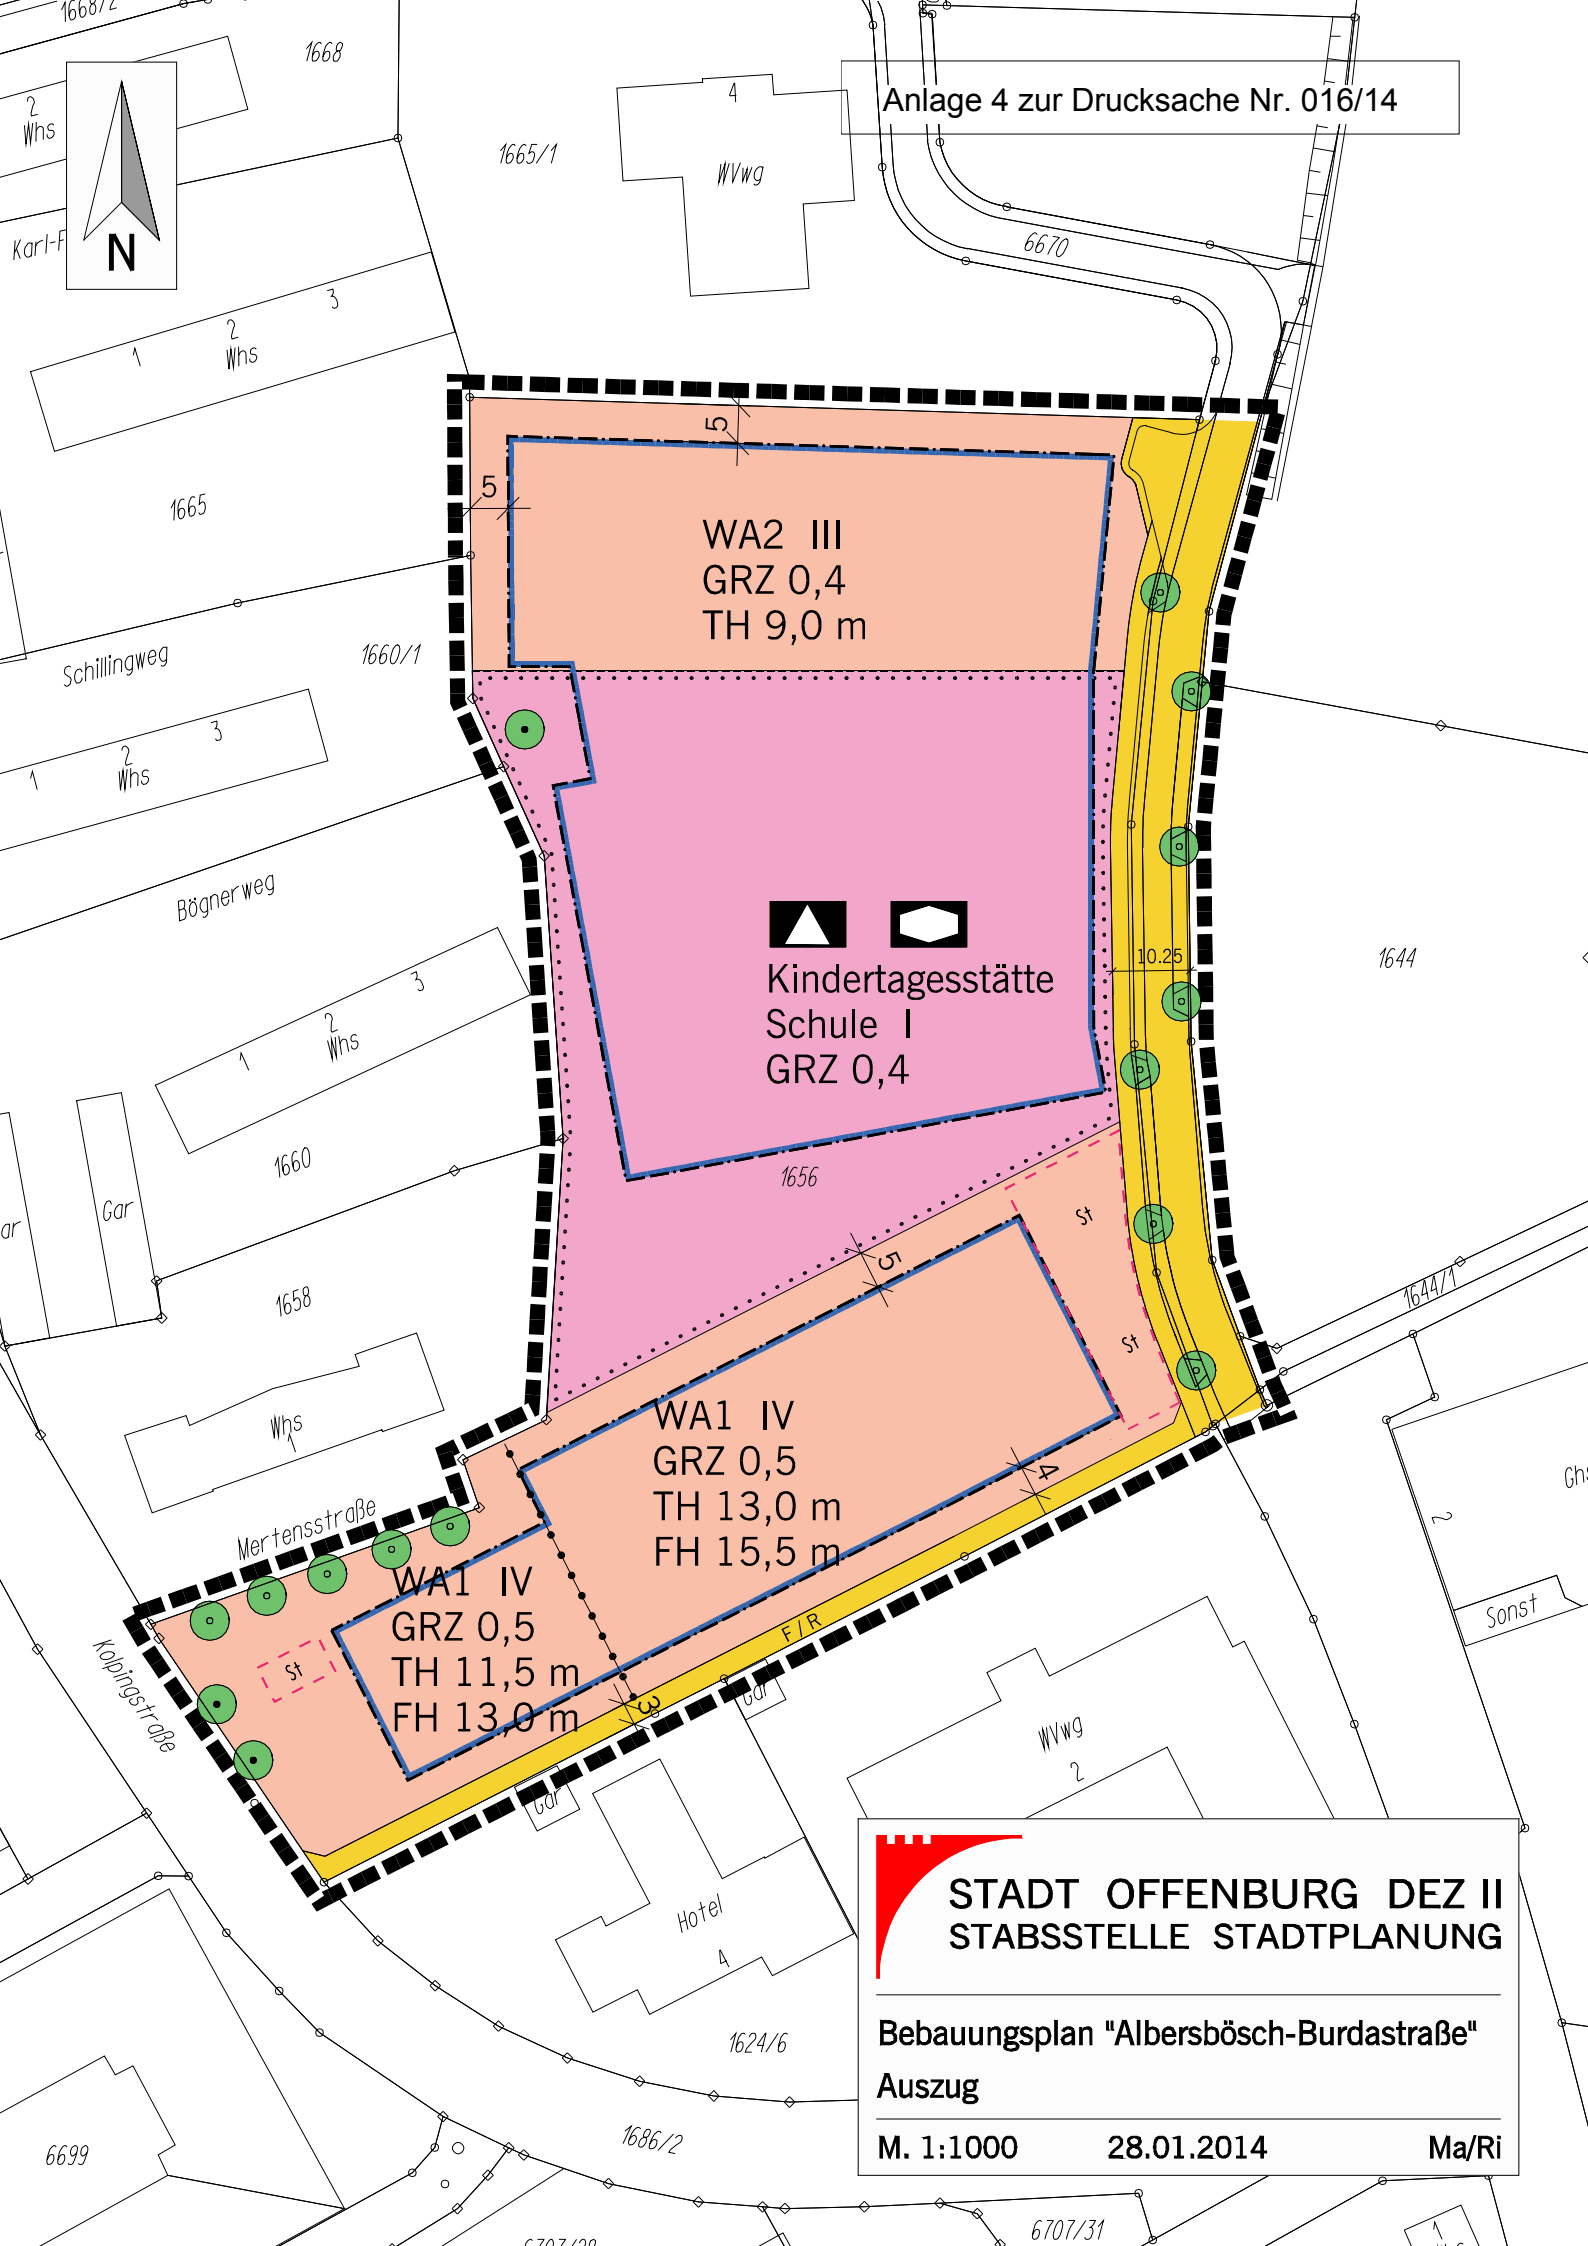 1668/2
1668
Anlage 4 zur Drucksache Nr. 016/14
2
Whs
4
WVwg
1665/1
Karl-F
N
6670
1 2 3
Whs
5
5
1665
WA2 III
GRZ 0,4
TH 9,0 m
1660/1
Schillingweg
1 2 3
Whs
Bögnerweg
10.25
1644
Kindertagesstätte
Schule I
GRZ 0,4
1 2 3
Whs
1656
1660
Gar
ar
St
5
1658
St
1644/1
WA1 IV
GRZ 0,5
TH 13,0 m
FH 15,5 m
Whs
1
4
2
Mertensstraße
WA1 IV
GRZ 0,5
TH 11,5 m
FH 13,0 m
St
F/R
Sonst
Kolpingstraße
3
Gar
WVwg
2
Gar
Hotel
4
STADT OFFENBURG DEZ II
STABSSTELLE STADTPLANUNG
Bebauungsplan "Albersbösch-Burdastraße"
Auszug
M. 1:1000 28.01.2014 Ma/Ri
1624/6
1686/2
6699
6707/31
1